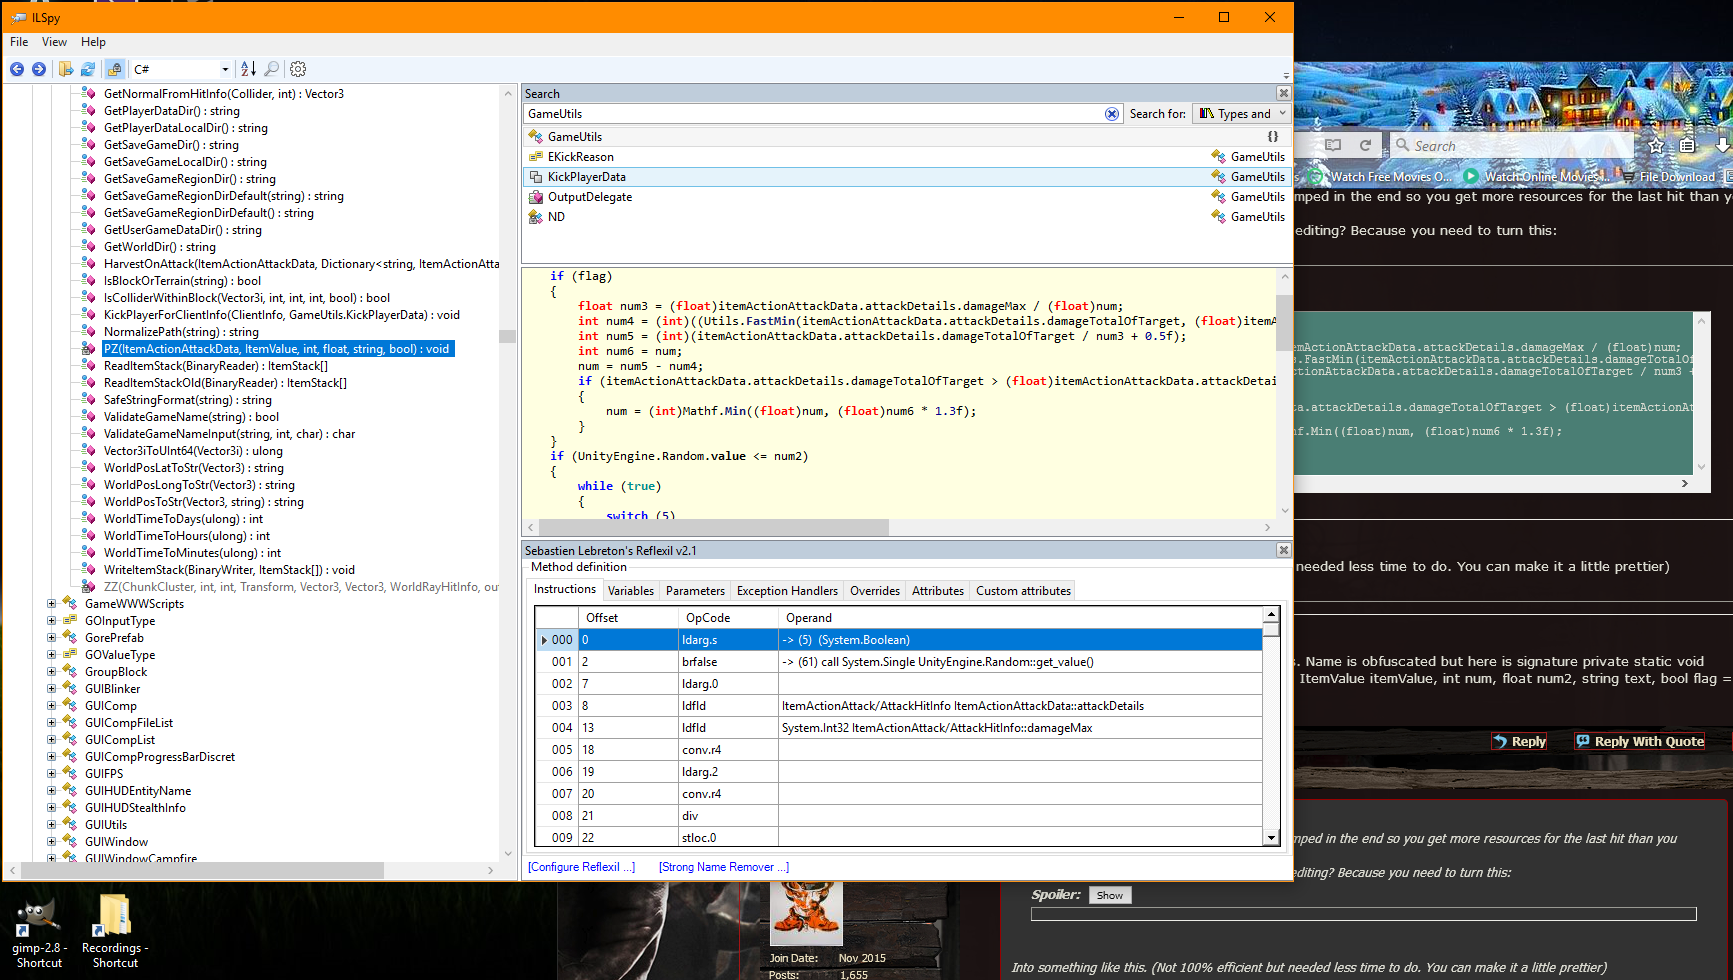 ILSpy
File View Help
C#
GetNormalFromHitInfo(Collider, int) : Vector3
GetPlayerDataDir() : string
GetPlayerDataLocalDir() : string
GetSaveGameDir() : string
GetSaveGameLocalDir() : string
GetSaveGameRegionDir() : string
GetSaveGameRegionDirDefault(string) : string
GetSaveGameRegionDirDefault() : string
GetUserGameDataDir() : string
GetWorldDir() : string
HarvestOnAttack(ItemActionAttackData, Dictionary<string, ItemActionAtta
IsBlockOrTerrain(string) : bool
IsColliderWithinBlock(Vector3i, int, int, int, bool) : bool
KickPlayerForClientInfo(ClientInfo, GameUtils.KickPlayerData) : void
NormalizePath(string) : string
PZ(ItemActionAttackData, ItemValue, int, float, string, bool) : void
ReadItemStack(BinaryReader) : ItemStack[]
ReadItemStackOld(BinaryReader) : ItemStack[]
SafeStringFormat(string) : string
ValidateGameName(string) : bool
ValidateGameNameInput(string, int, char) : char
Vector3iToUInt64(Vector3i) : ulong
WorldPosLatToStr(Vector3) : string
WorldPosLongToStr(Vector3) : string
WorldPosToStr(Vector3, string) : string
WorldTimeToDays(ulong) : int
WorldTimeToHours(ulong) : int
WorldTimeToMinutes(ulong) : int
WriteItemStack(BinaryWriter, ItemStack[]) : void
ZZ(ChunkCluster, int, int, Transform, Vector3, Vector3, WorldRayHitInfo, ou
GameWWWScripts
GOInputType
GorePrefab
GOValueType
GroupBlock
GUIBlinker
GUIComp
GUICompFileList
GUICompList
GUICompProgressBarDiscret
GUIFPS
GUIHUDEntityName
GUIHUDStealthInfo
GUIUtils
GUIWindow
GUIWindowCampfire
Search
GameUtils
Search for: Types and
GameUtils {}
EKickReason GameUtils
KickPlayerData GameUtils
OutputDelegate GameUtils
ND GameUtils
if (flag)
{
float num3 = (float)itemActionAttackData.attackDetails.damageMax / (float)num;
int num4 = (int)((Utils.FastMin(itemActionAttackData.attackDetails.damageTotalOfTarget, (float)itemA
int num5 = (int)(itemActionAttackData.attackDetails.damageTotalOfTarget / num3 + 0.5f);
int num6 = num;
num = num5 - num4;
if (itemActionAttackData.attackDetails.damageTotalOfTarget > (float)itemActionAttackData.attackDetai
{
num = (int)Mathf.Min((float)num, (float)num6 * 1.3f);
}
}
if (UnityEngine.Random.value <= num2)
{
while (true)
{
switch (5)
Sebastien Lebreton's Reflexil v2.1
Method definition
Instructions Variables Parameters Exception Handlers Overrides Attributes Custom attributes
Offset OpCode Operand
000 0 ldarg.s -> (5) (System.Boolean)
001 2 brfalse -> (61) call System.Single UnityEngine.Random::get_value()
002 7 ldarg.0
003 8 ldfld ItemActionAttack/AttackHitInfo ItemActionAttackData::attackDetails
004 13 ldfld System.Int32 ItemActionAttack/AttackHitInfo::damageMax
005 18 conv.r4
006 19 ldarg.2
007 20 conv.r4
008 21 div
009 22 stloc.0
[Configure Reflexil ...] [Strong Name Remover ...]
Search
Watch Free Movies O... Watch Online Movies... File Download
mped in the end so you get more resources for the last hit than y
editing? Because you need to turn this:
mActionAttackData.attackDetails.damageMax / (float)num;
s.FastMin(itemActionAttackData.attackDetails.damageTotalOf
ActionAttackData.attackDetails.damageTotalOfTarget / num3 +
ta.attackDetails.damageTotalOfTarget > (float)itemActionAt
hf.Min((float)num, (float)num6 * 1.3f);
needed less time to do. You can make it a little prettier)
. Name is obfuscated but here is signature private static void
ItemValue itemValue, int num, float num2, string text, bool flag =
Reply Reply With Quote
mped in the end so you get more resources for the last hit than you
editing? Because you need to turn this:
Spoiler: Show
Into something like this. (Not 100% efficient but needed less time to do. You can make it a little prettier)
Join Date: Nov 2015
Posts: 1,655
gimp-2.8 -
Shortcut
Recordings -
Shortcut